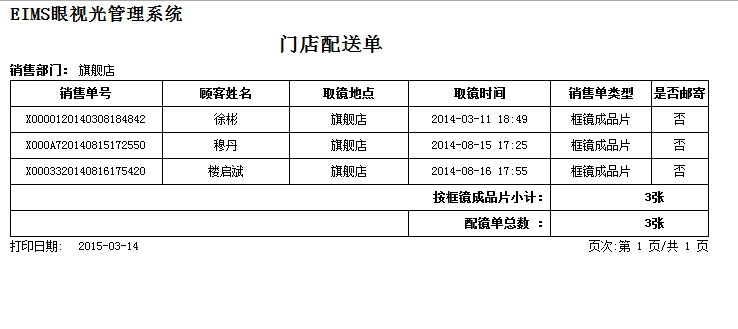 EIMS眼视光管理系统
门店配送单
销售部门： 旗舰店
销售单号 顾客姓名 取镜地点 取镜时间 销售单类型 是否邮寄
X0000120140308184842 徐彬 旗舰店 2014-03-11 18:49 框镜成品片 否
X000A720140815172550 穆丹 旗舰店 2014-08-15 17:25 框镜成品片 否
X0003320140816175420 楼启斌 旗舰店 2014-08-16 17:55 框镜成品片 否
按框镜成品片小计： 3张
配镜单总数 ： 3张
打印日期: 2015-03-14 页次:第 1 页/共 1 页